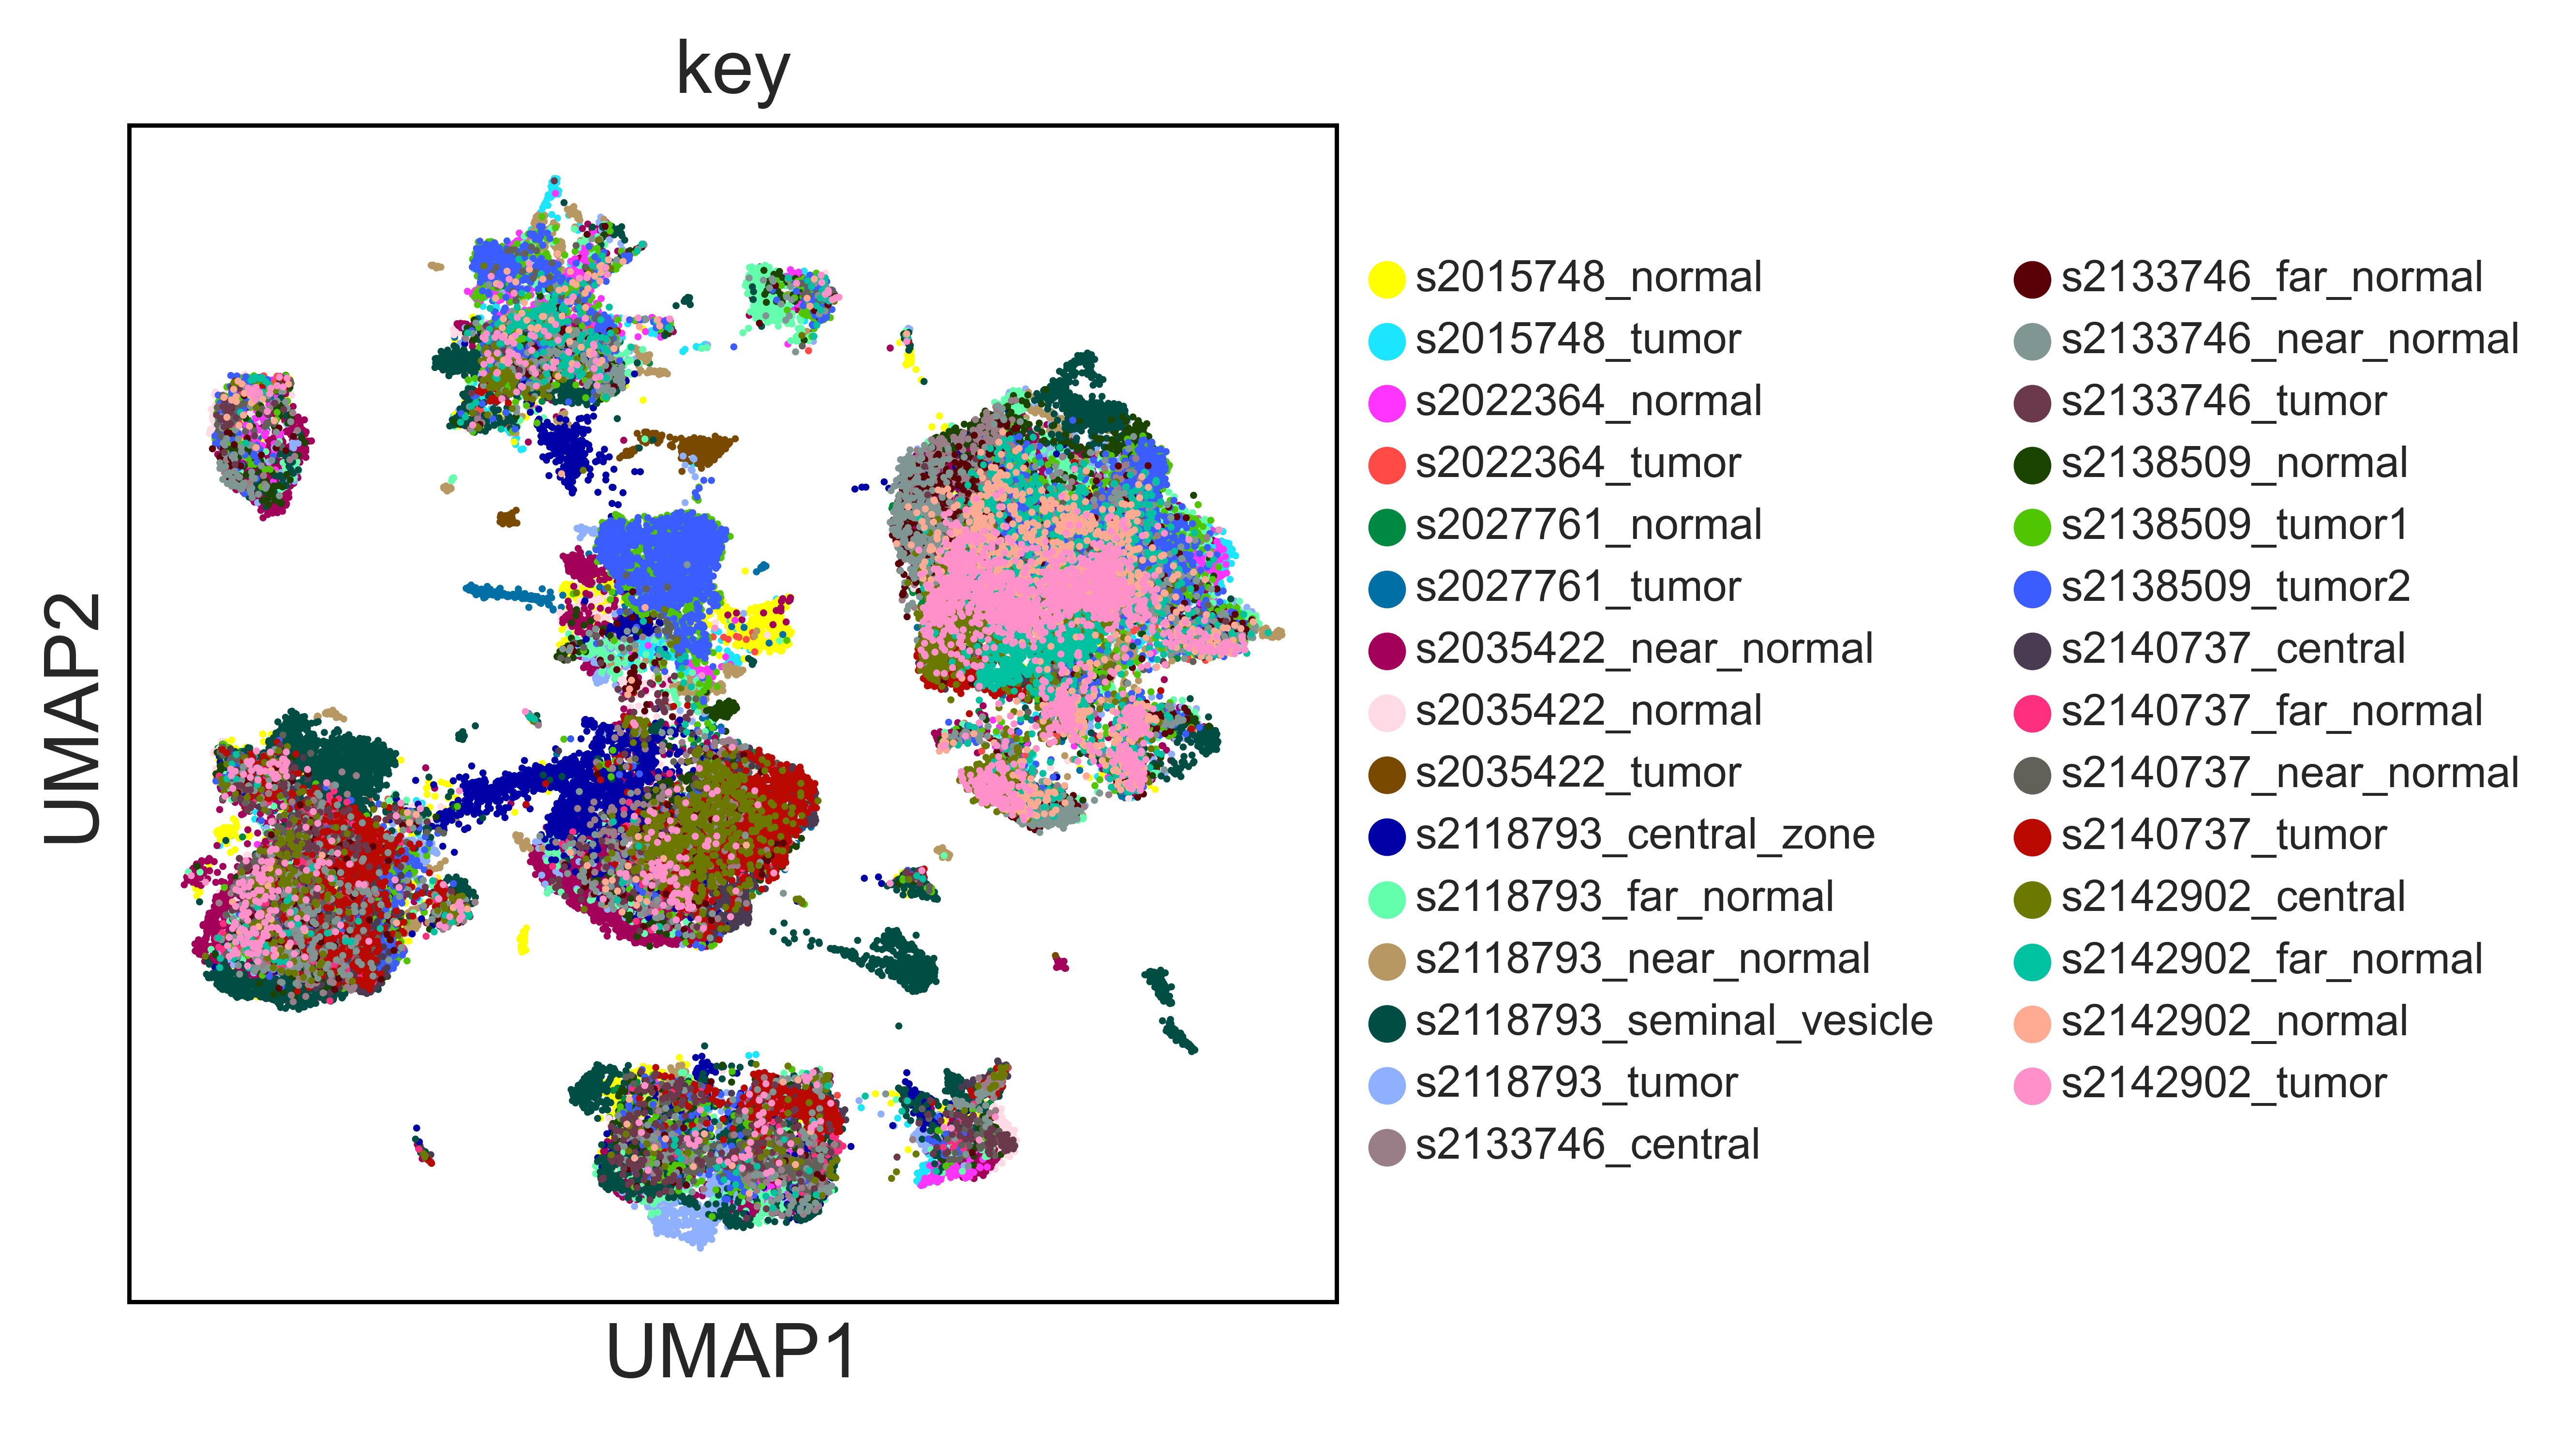 key
UMAP2
UMAP1
s2015748_normal
s2015748_tumor
s2022364_normal
s2022364_tumor
s2027761_normal
s2027761_tumor
s2035422_near_normal
s2035422_normal
s2035422_tumor
s2118793_central_zone
s2118793_far_normal
s2118793_near_normal
s2118793_seminal_vesicle
s2118793_tumor
s2133746_central
s2133746_far_normal
s2133746_near_normal
s2133746_tumor
s2138509_normal
s2138509_tumor1
s2138509_tumor2
s2140737_central
s2140737_far_normal
s2140737_near_normal
s2140737_tumor
s2142902_central
s2142902_far_normal
s2142902_normal
s2142902_tumor